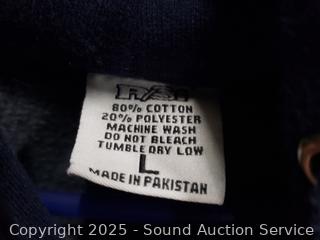 80% COTTON
20% POLYESTER
MACHINE WASH
DO NOT BLEACH
TUMBLE DRY LOW
L
MADE IN PAKISTAN
Copyright © 2025 - Sound Auction Service